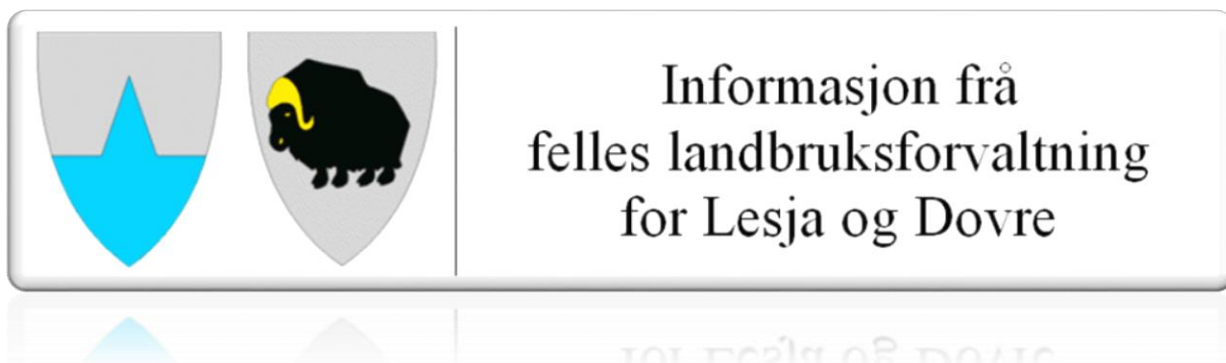 Informasjon frå
felles landbruksforvaltning
for Lesja og Dovre